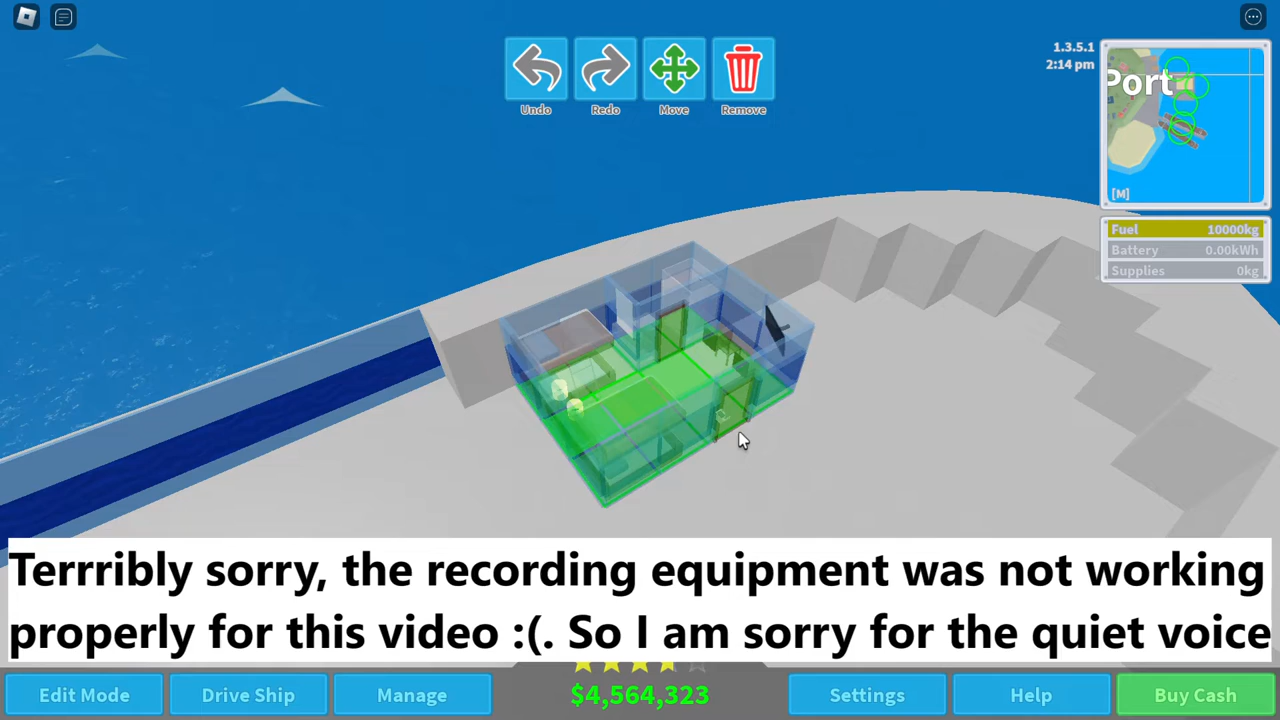 Undo
Redo
Move
Remove
1.3.5.1
2:14 pm
Port
[M]
Fuel 10000kg
Battery 0.00kWh
Supplies 0kg
Terrribly sorry, the recording equipment was not working
properly for this video :(. So I am sorry for the quiet voice
Edit Mode
Drive Ship
Manage
$4,564,323
Settings
Help
Buy Cash